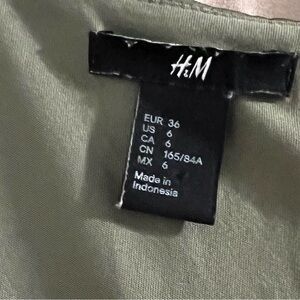 H&M
EUR 36
US 6
CA 6
CN 165/84A
MX 6
Made in
Indonesia